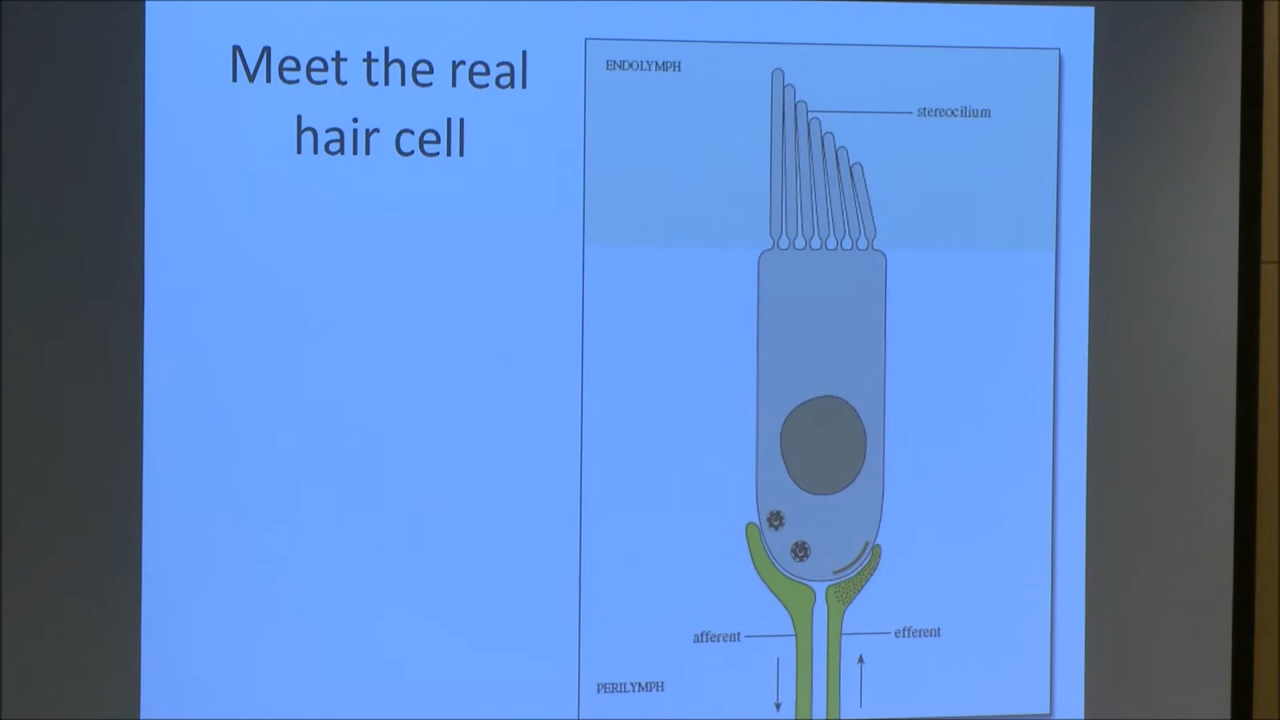 Meet the real
hair cell
ENDOLYMPH
stereocilium
afferent
efferent
PERILYMPH